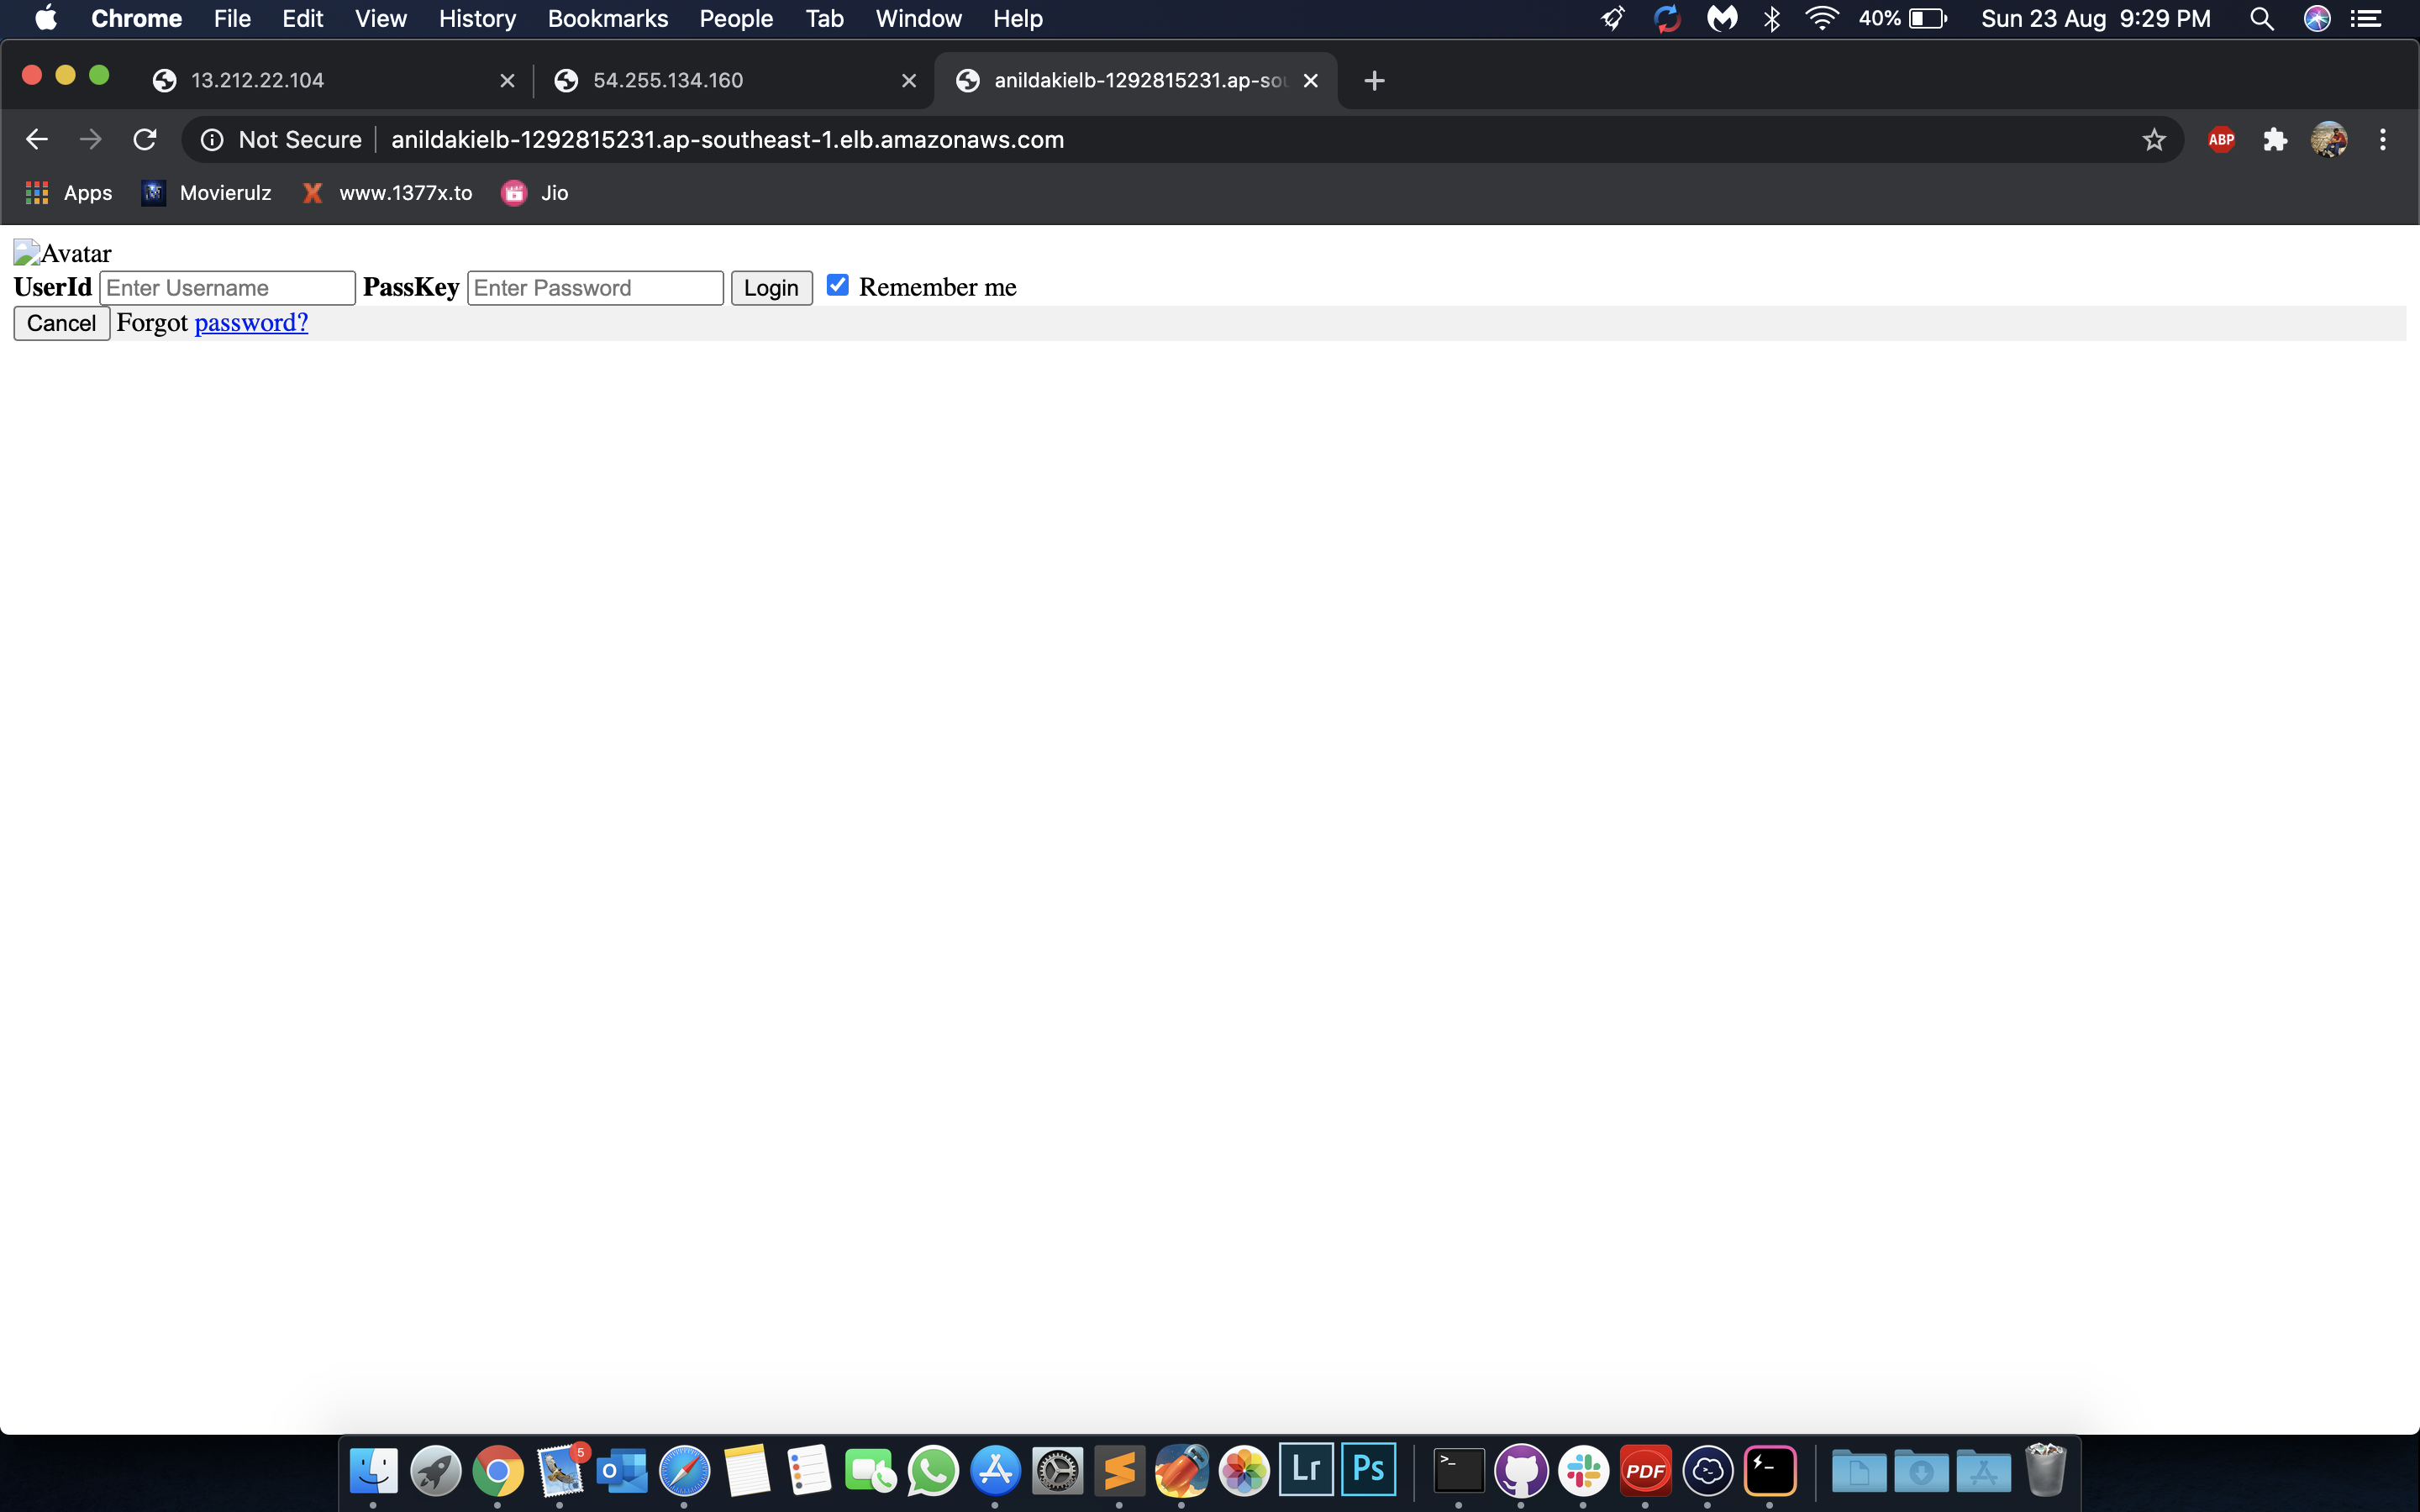 Chrome File Edit View History Bookmarks People Tab Window Help 40% Sun 23 Aug 9:29 PM
13.212.22.104 54.255.134.160 anildakielb-1292815231.ap-sou
Not Secure anildakielb-1292815231.ap-southeast-1.elb.amazonaws.com ABP
Apps Movierulz www.1377x.to Jio
Avatar
UserId Enter Username PassKey Enter Password Login Remember me
Cancel Forgot password?
5 Lr Ps PDF